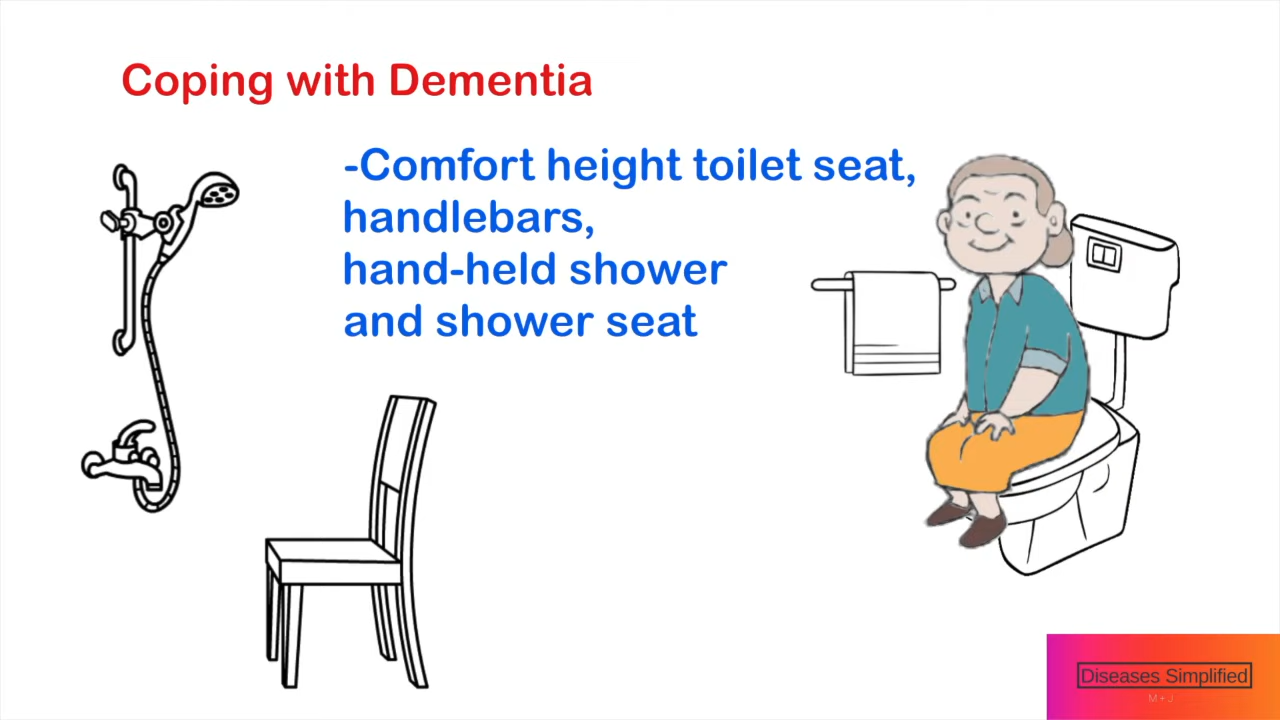 Coping with Dementia
-Comfort height toilet seat,
handlebars,
hand-held shower
and shower seat
Diseases Simplified
M + J